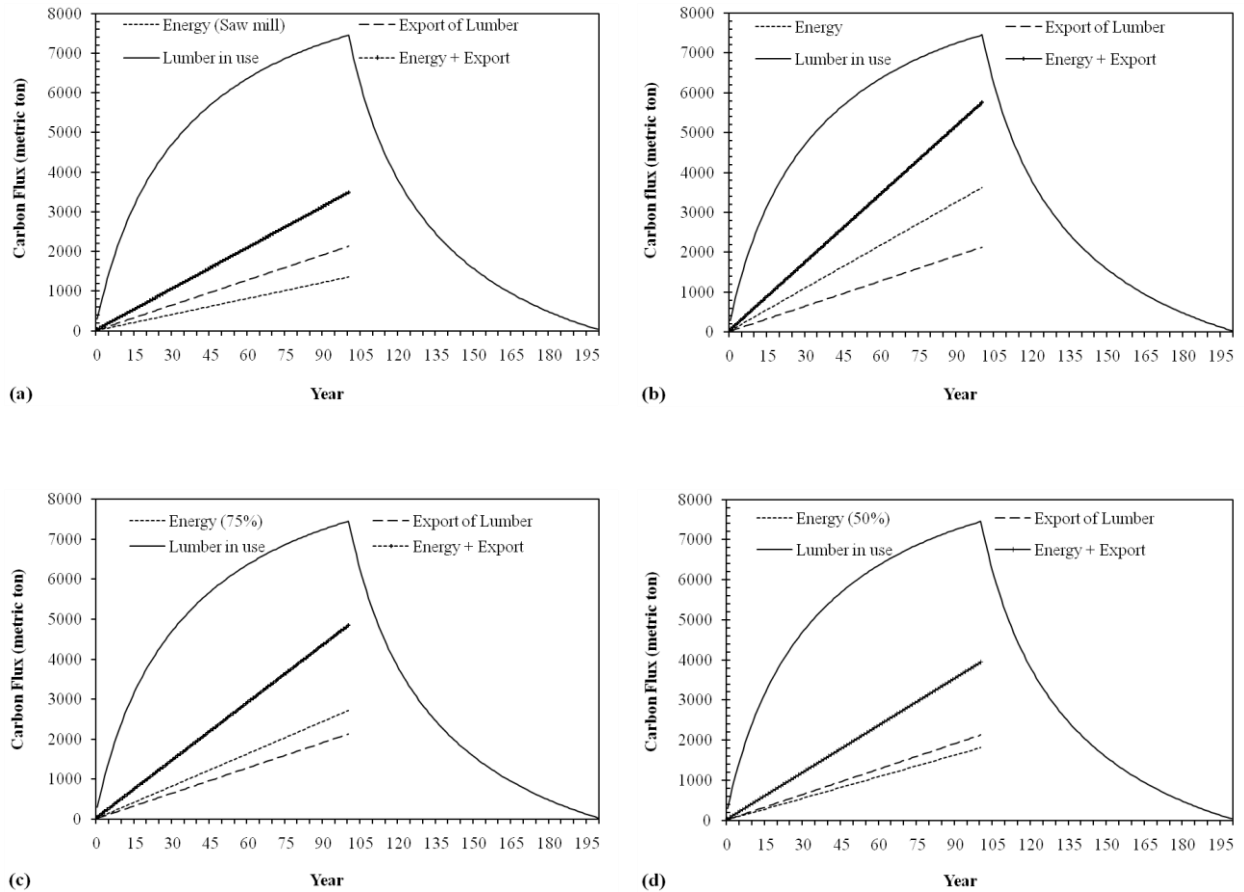 Energy (Saw mill) Export of Lumber
Lumber in use Energy + Export
Carbon Flux (metric ton)
8000
7000
6000
5000
4000
3000
2000
1000
0
0 15 30 45 60 75 90 105 120 135 150 165 180 195
(a) Year
Energy Export of Lumber
Lumber in use Energy + Export
Carbon flux (metric ton)
8000
7000
6000
5000
4000
3000
2000
1000
0
0 15 30 45 60 75 90 105 120 135 150 165 180 195
(b) Year
Energy (75%) Export of Lumber
Lumber in use Energy + Export
Carbon Flux (metric ton)
8000
7000
6000
5000
4000
3000
2000
1000
0
0 15 30 45 60 75 90 105 120 135 150 165 180 195
(c) Year
Energy (50%) Export of Lumber
Lumber in use Energy + Export
Carbon Flux (metric ton)
8000
7000
6000
5000
4000
3000
2000
1000
0
0 15 30 45 60 75 90 105 120 135 150 165 180 195
(d) Year